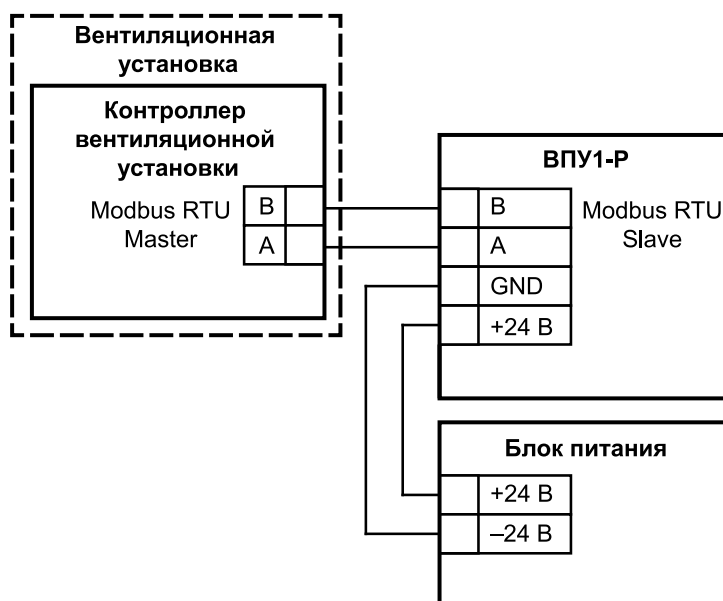 Вентиляционная
установка
Контроллер
вентиляционной
установки
Modbus RTU
Master
B
A
ВПУ1-Р
B
A
GND
+24 В
Modbus RTU
Slave
Блок питания
+24 В
–24 В